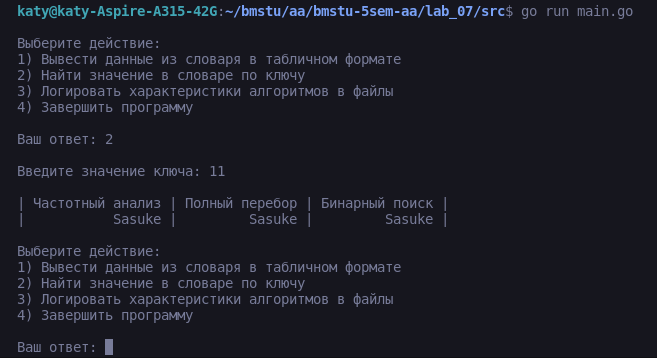 katy@katy-Aspire-A315-42G:~/bmstu/aa/bmstu-5sem-aa/lab_07/src$ go run main.go
Выберите действие:
1) Вывести данные из словаря в табличном формате
2) Найти значение в словаре по ключу
3) Логировать характеристики алгоритмов в файлы
4) Завершить программу
Ваш ответ: 2
Введите значение ключа: 11
| Частотный анализ | Полный перебор | Бинарный поиск |
|           Sasuke |         Sasuke |         Sasuke |
Выберите действие:
1) Вывести данные из словаря в табличном формате
2) Найти значение в словаре по ключу
3) Логировать характеристики алгоритмов в файлы
4) Завершить программу
Ваш ответ: